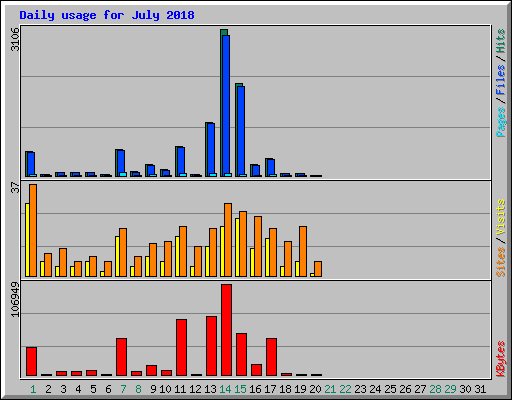 Daily usage for July 2018
3106
Pages/Files/Hits
37
Sites/Visits
106949
KBytes
1 2 3 4 5 6 7 8 9 10 11 12 13 14 15 16 17 18 19 20 21 22 23 24 25 26 27 28 29 30 31